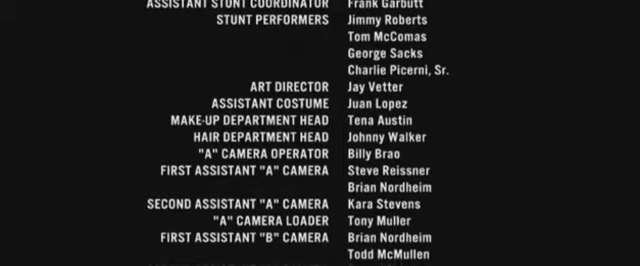 ASSISTANT STUNT COORDINATOR Frank Garbutt
STUNT PERFORMERS Jimmy Roberts
Tom McComas
George Sacks
Charlie Picerni, Sr.
ART DIRECTOR Jay Vetter
ASSISTANT COSTUME Juan Lopez
MAKE-UP DEPARTMENT HEAD Tena Austin
HAIR DEPARTMENT HEAD Johnny Walker
"A" CAMERA OPERATOR Billy Brao
FIRST ASSISTANT "A" CAMERA Steve Reissner
Brian Nordheim
SECOND ASSISTANT "A" CAMERA Kara Stevens
"A" CAMERA LOADER Tony Muller
FIRST ASSISTANT "B" CAMERA Brian Nordheim
Todd McMullen